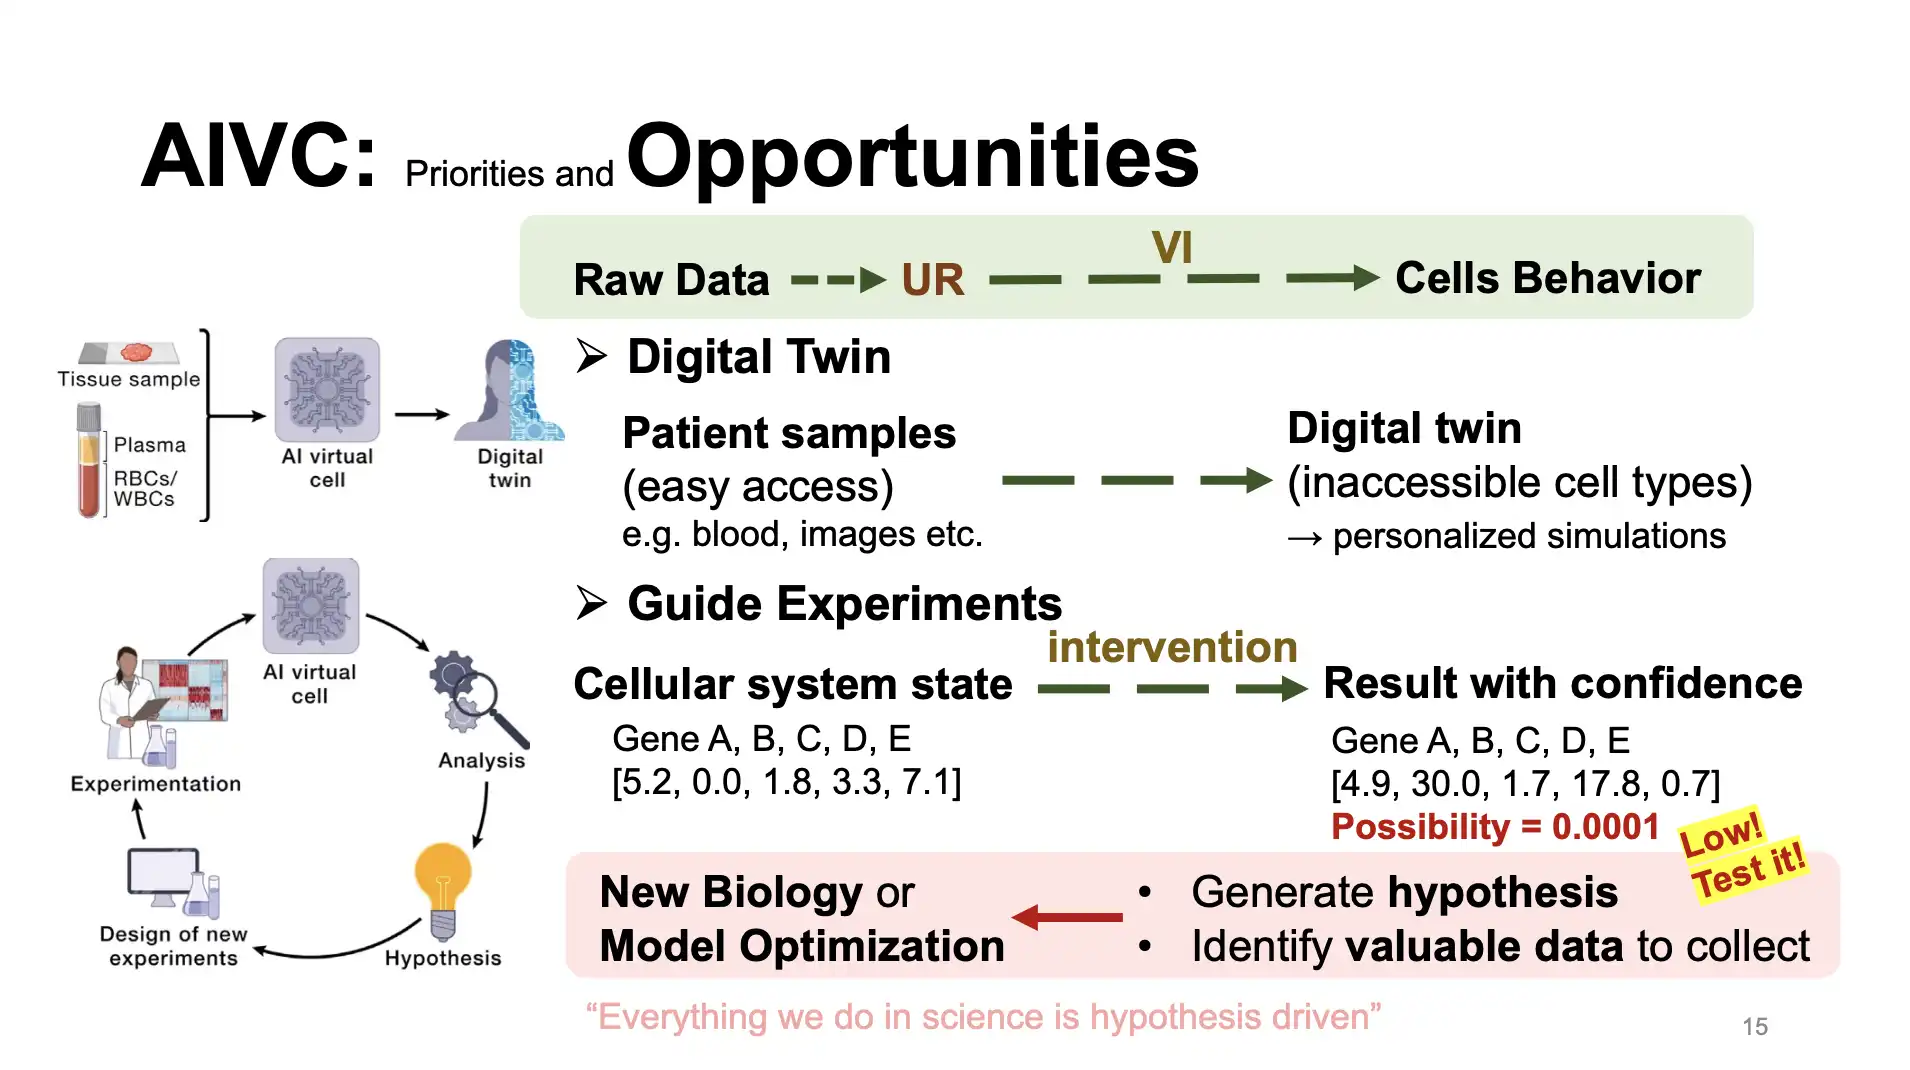 AIVC: Priorities and Opportunities
VI
Raw Data UR Cells Behavior
Tissue sample
Plasma
RBCs/
WBCs
AI virtual
cell
Digital
twin
➢ Digital Twin
Patient samples
(easy access)
e.g. blood, images etc.
Digital twin
(inaccessible cell types)
→ personalized simulations
AI virtual
cell
Analysis
Hypothesis
Design of new
experiments
Experimentation
➢ Guide Experiments
intervention
Cellular system state
Gene A, B, C, D, E
[5.2, 0.0, 1.8, 3.3, 7.1]
Result with confidence
Gene A, B, C, D, E
[4.9, 30.0, 1.7, 17.8, 0.7]
Possibility = 0.0001
Low!
Test it!
New Biology or
Model Optimization
• Generate hypothesis
• Identify valuable data to collect
“Everything we do in science is hypothesis driven”
15